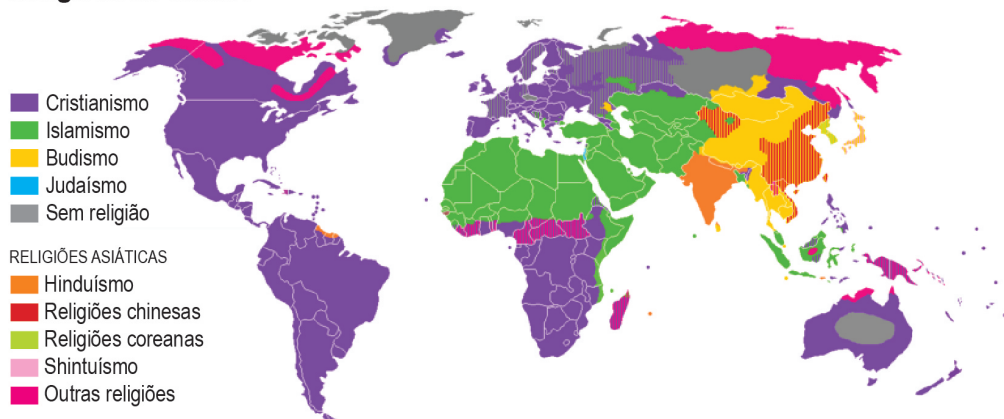 Cristianismo
Islamismo
Budismo
Judaísmo
Sem religião
RELIGIÕES ASIÁTICAS
Hinduísmo
Religiões chinesas
Religiões coreanas
Shintuísmo
Outras religiões